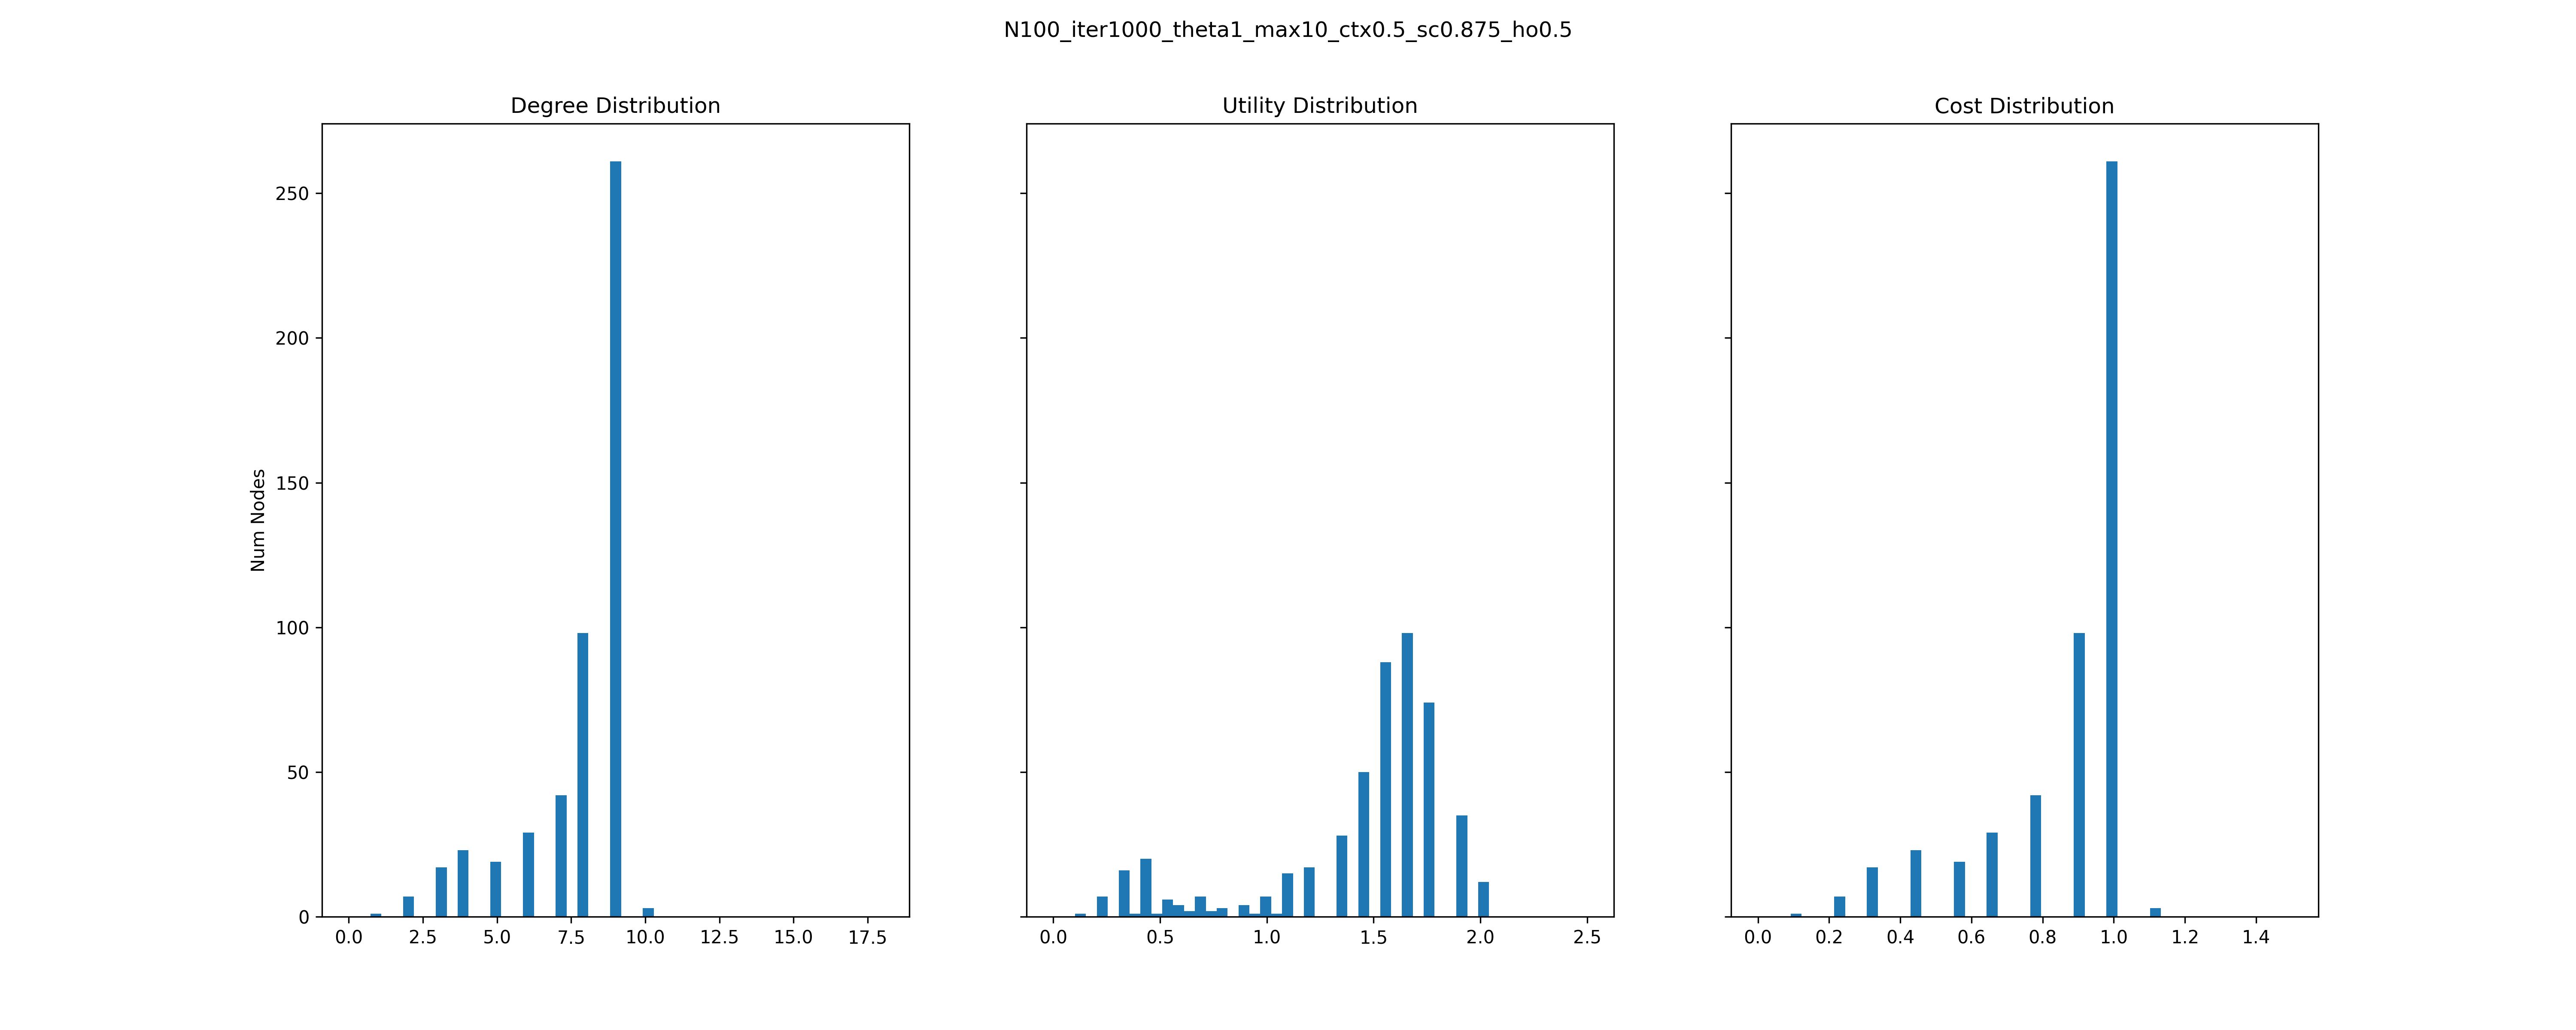 N100_iter1000_theta1_max10_ctx0.5_sc0.875_ho0.5
Degree Distribution
Utility Distribution
Cost Distribution
Num Nodes
250
200
150
100
50
0
0.0 2.5 5.0 7.5 10.0 12.5 15.0 17.5
0.0 0.5 1.0 1.5 2.0 2.5
0.0 0.2 0.4 0.6 0.8 1.0 1.2 1.4